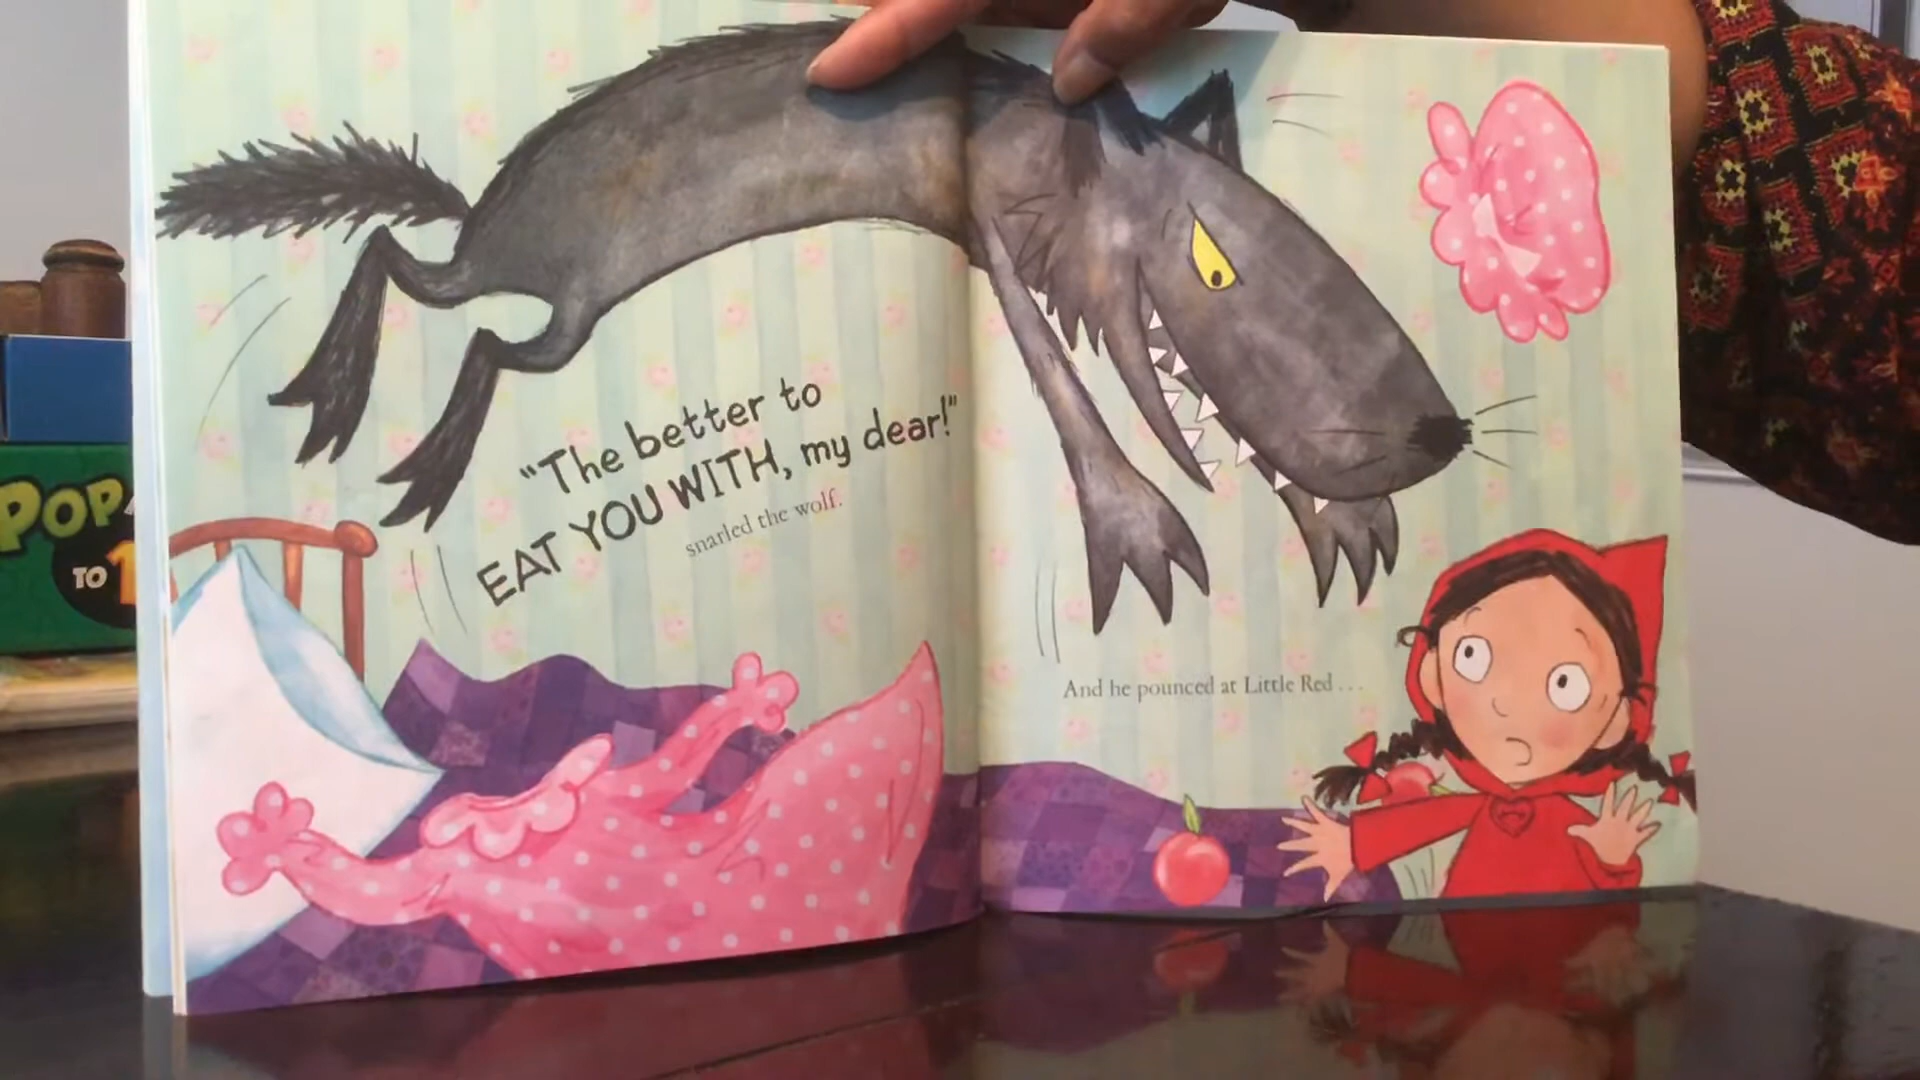 "The better to
EAT YOU WITH, my dear!"
snarled the wolf.
And he pounced at Little Red . . .
POP
TO